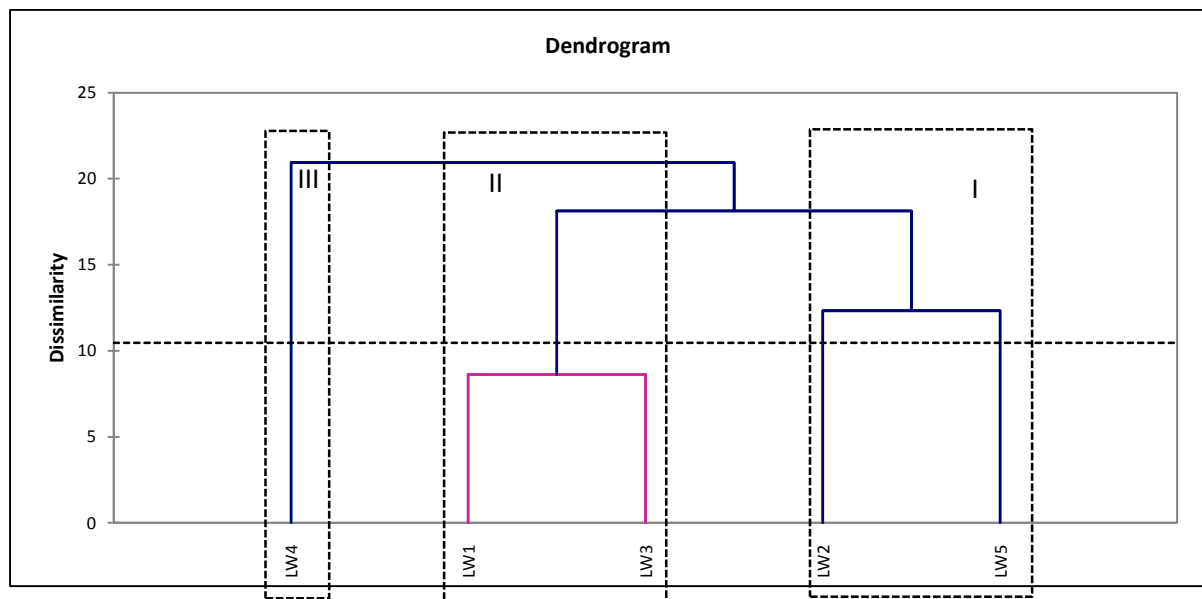 Dendrogram
25
20
15
10
5
0
Dissimilarity
III
II
I
LW4
LW1
LW3
LW2
LW5